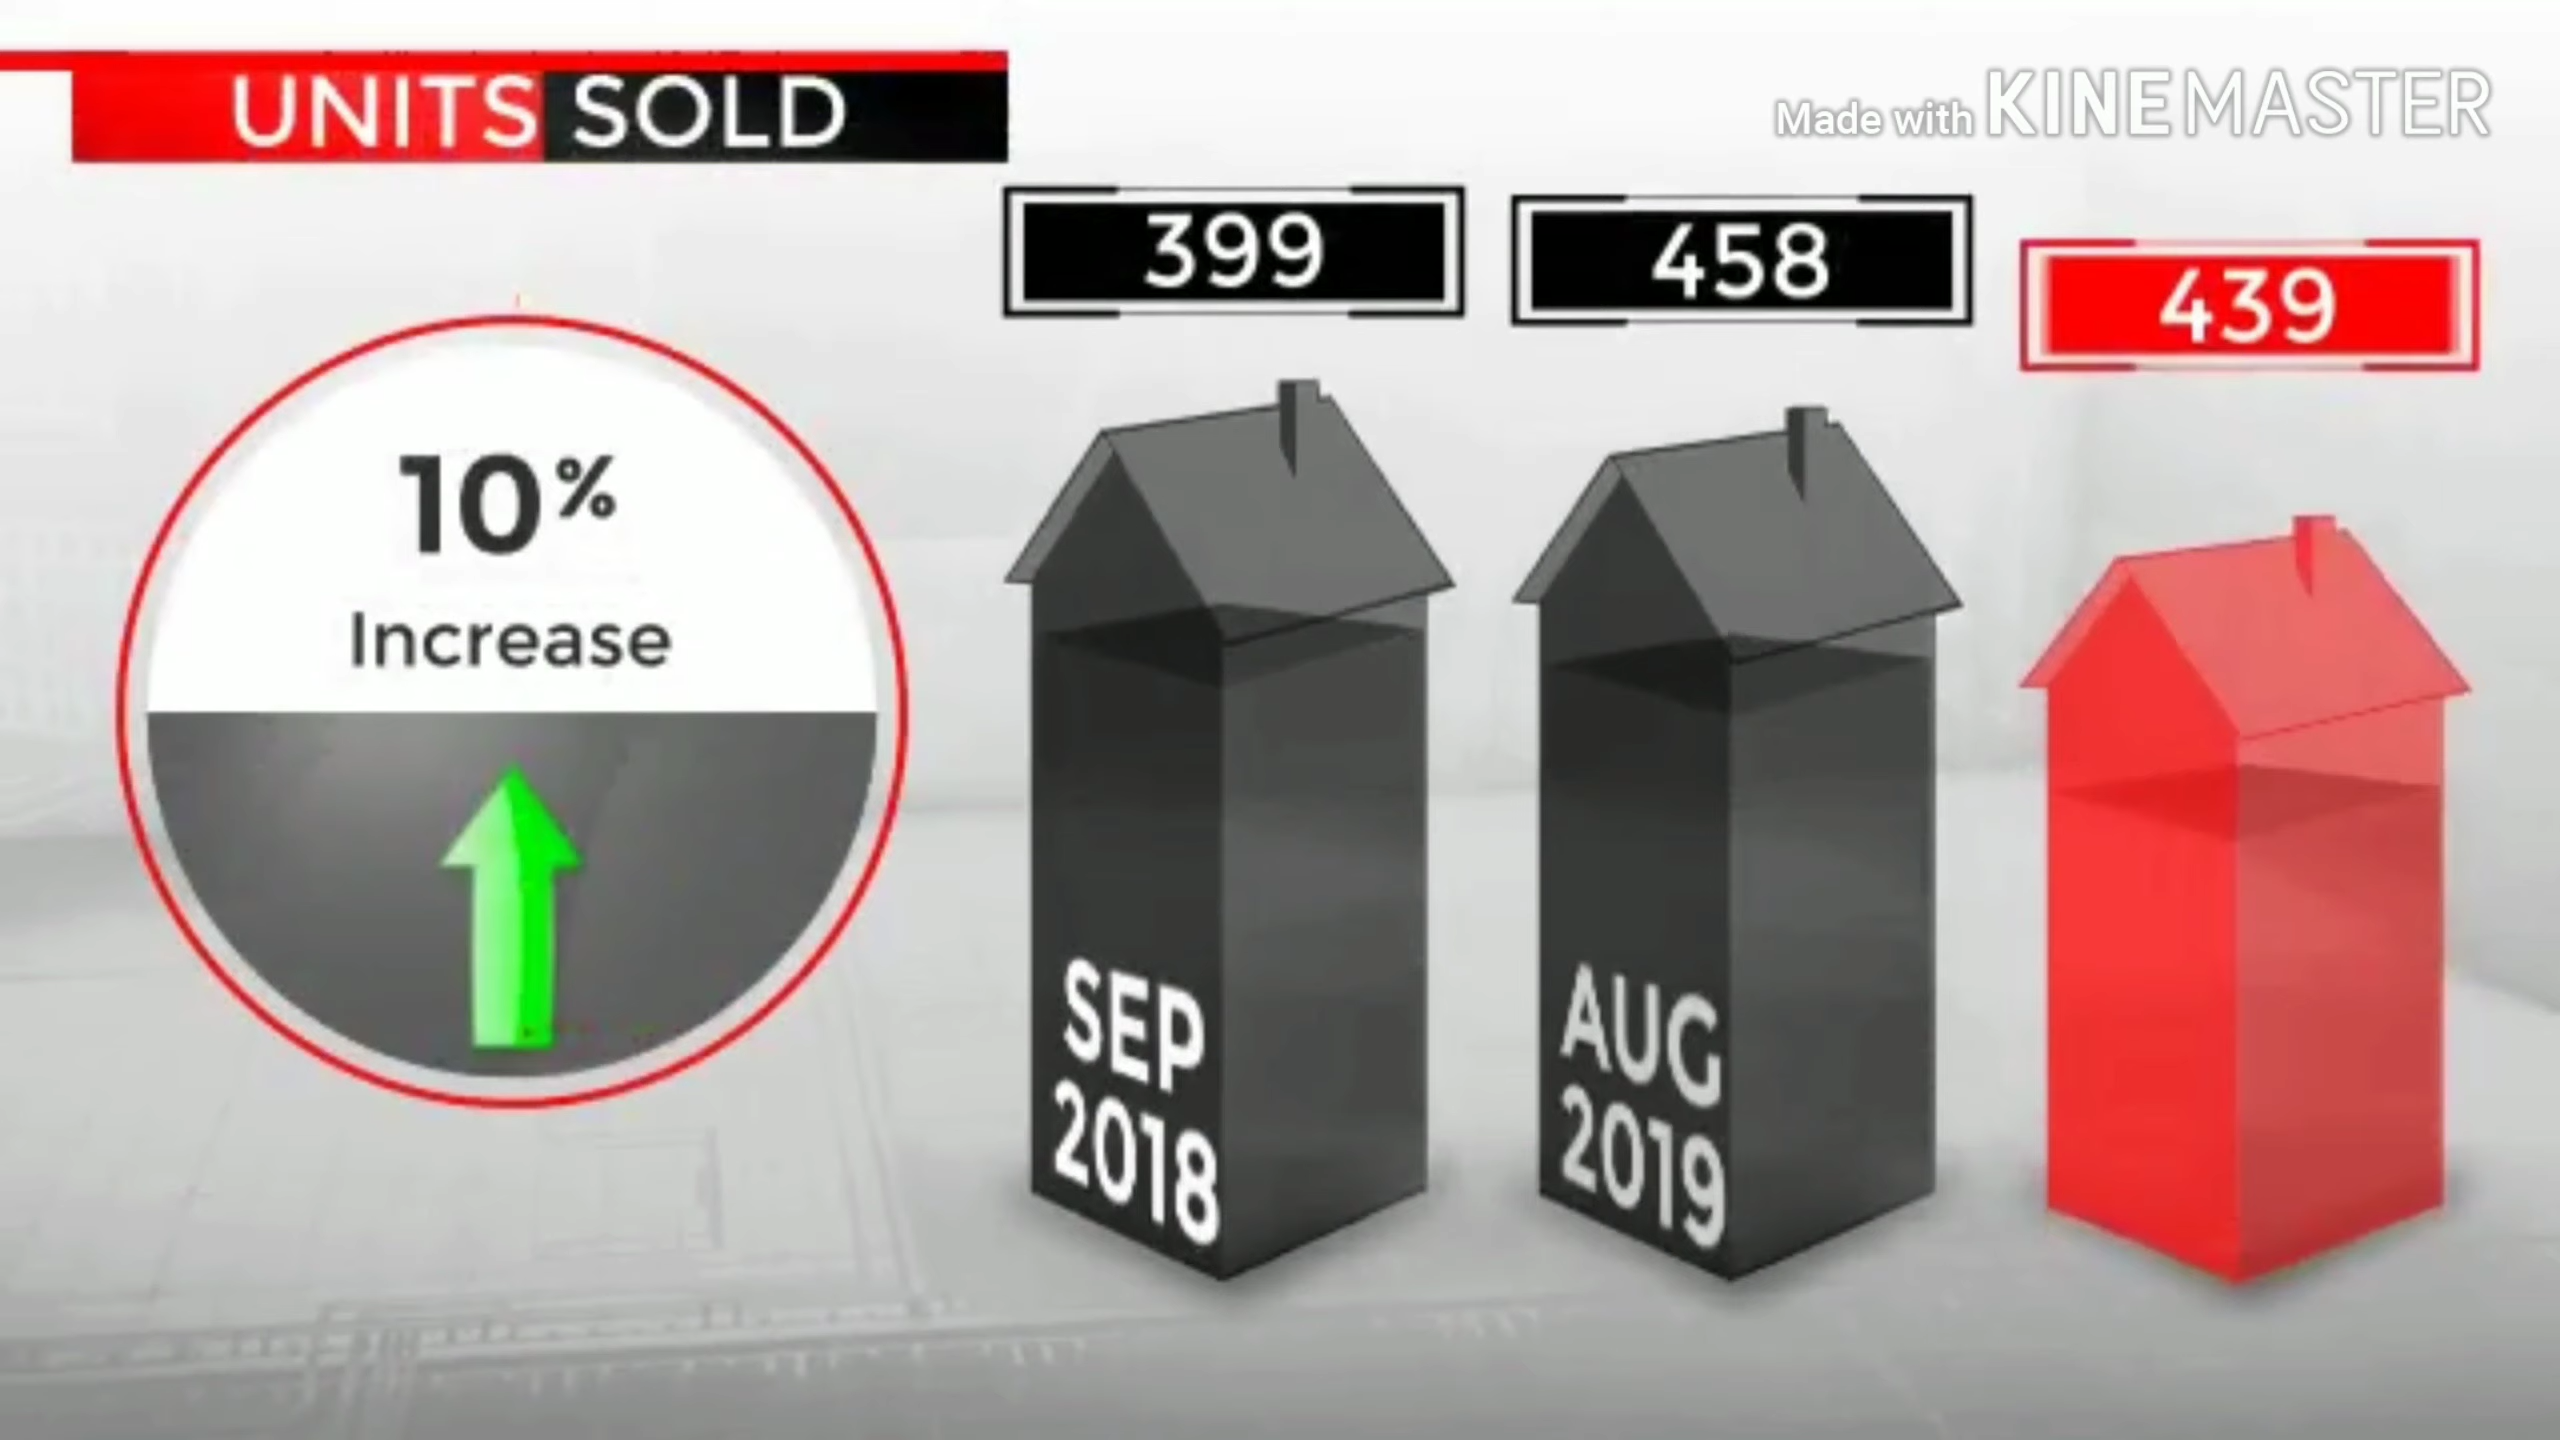 UNITS SOLD
Made with KINEMASTER
399
458
439
10%
Increase
SEP
2018
AUG
2019